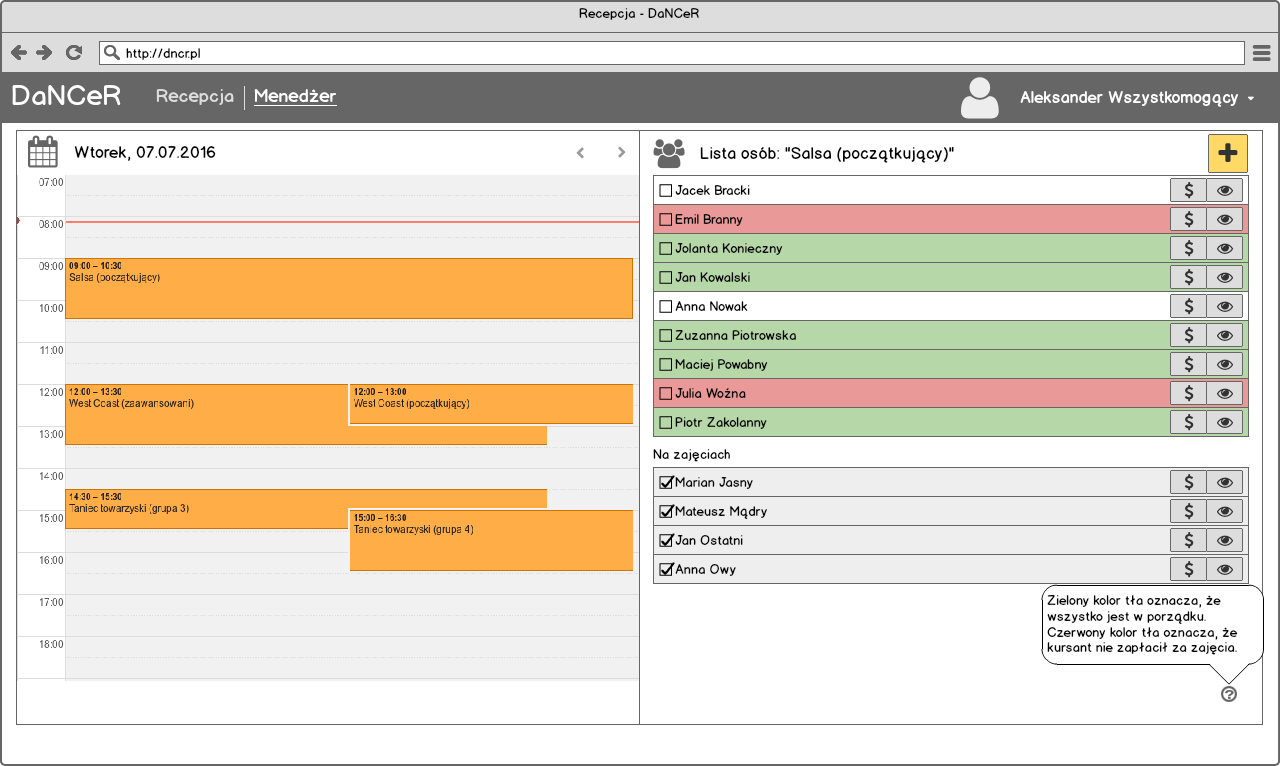 Recepcja - DaNCeR
http://dncr.pl
DaNCeR
Recepcja
Menedżer
Aleksander Wszystkomogący
Wtorek, 07.07.2016
07:00
08:00
09:00
09:00 – 10:30
Salsa (początkujący)
10:00
11:00
12:00
12:00 – 13:30
West Coast (zaawansowani)
12:00 – 13:00
West Coast (początkujący)
13:00
14:00
14:30 – 15:30
Taniec towarzyski (grupa 3)
15:00
15:00 – 16:30
Taniec towarzyski (grupa 4)
16:00
17:00
18:00
Lista osób: "Salsa (początkujący)"
Jacek Bracki
$
Emil Branny
$
Jolanta Konieczny
$
Jan Kowalski
$
Anna Nowak
$
Zuzanna Piotrowska
$
Maciej Powabny
$
Julia Woźna
$
Piotr Zakolanny
$
Na zajęciach
Marian Jasny
$
Mateusz Mądry
$
Jan Ostatni
$
Anna Owy
$
Zielony kolor tła oznacza, że
wszystko jest w porządku.
Czerwony kolor tła oznacza, że
kursant nie zapłacił za zajęcia.
?